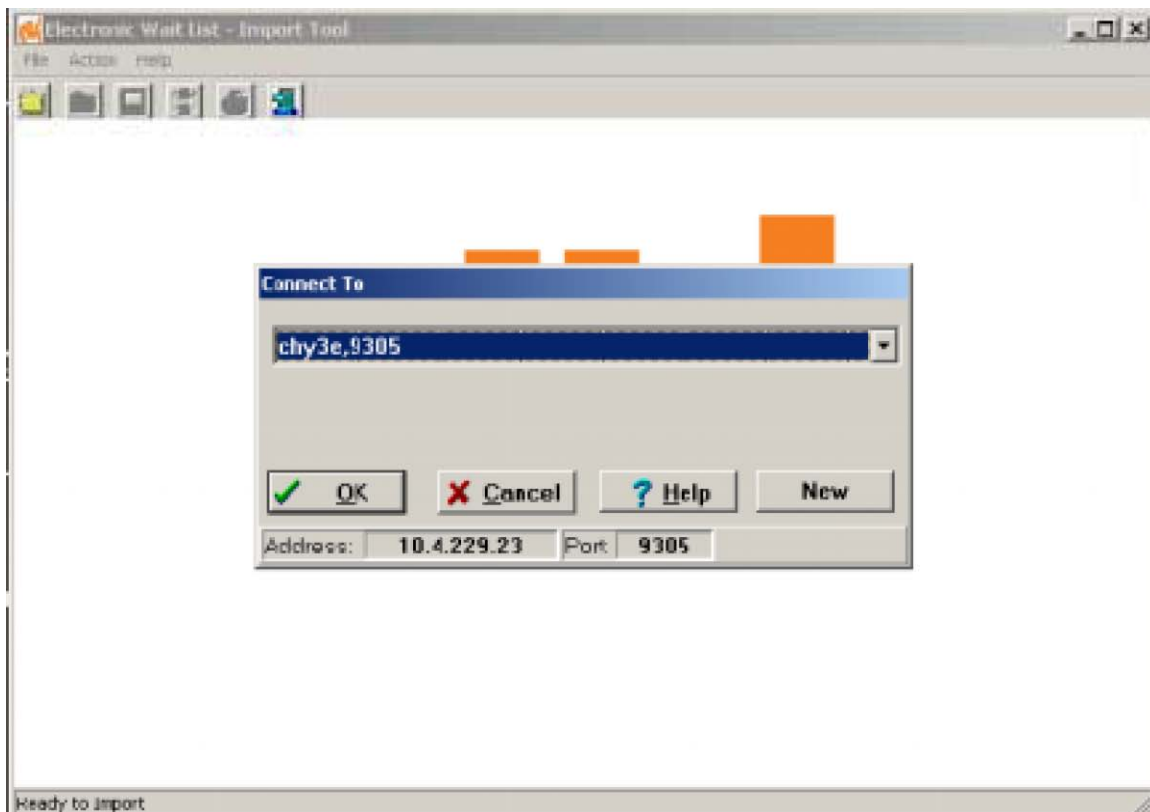 Electronic Wait List - Import Tool
File Action Help
Connect To
chy3e,9305
OK Cancel Help New
Address: 10.4.229.23 Port 9305
Ready to Import